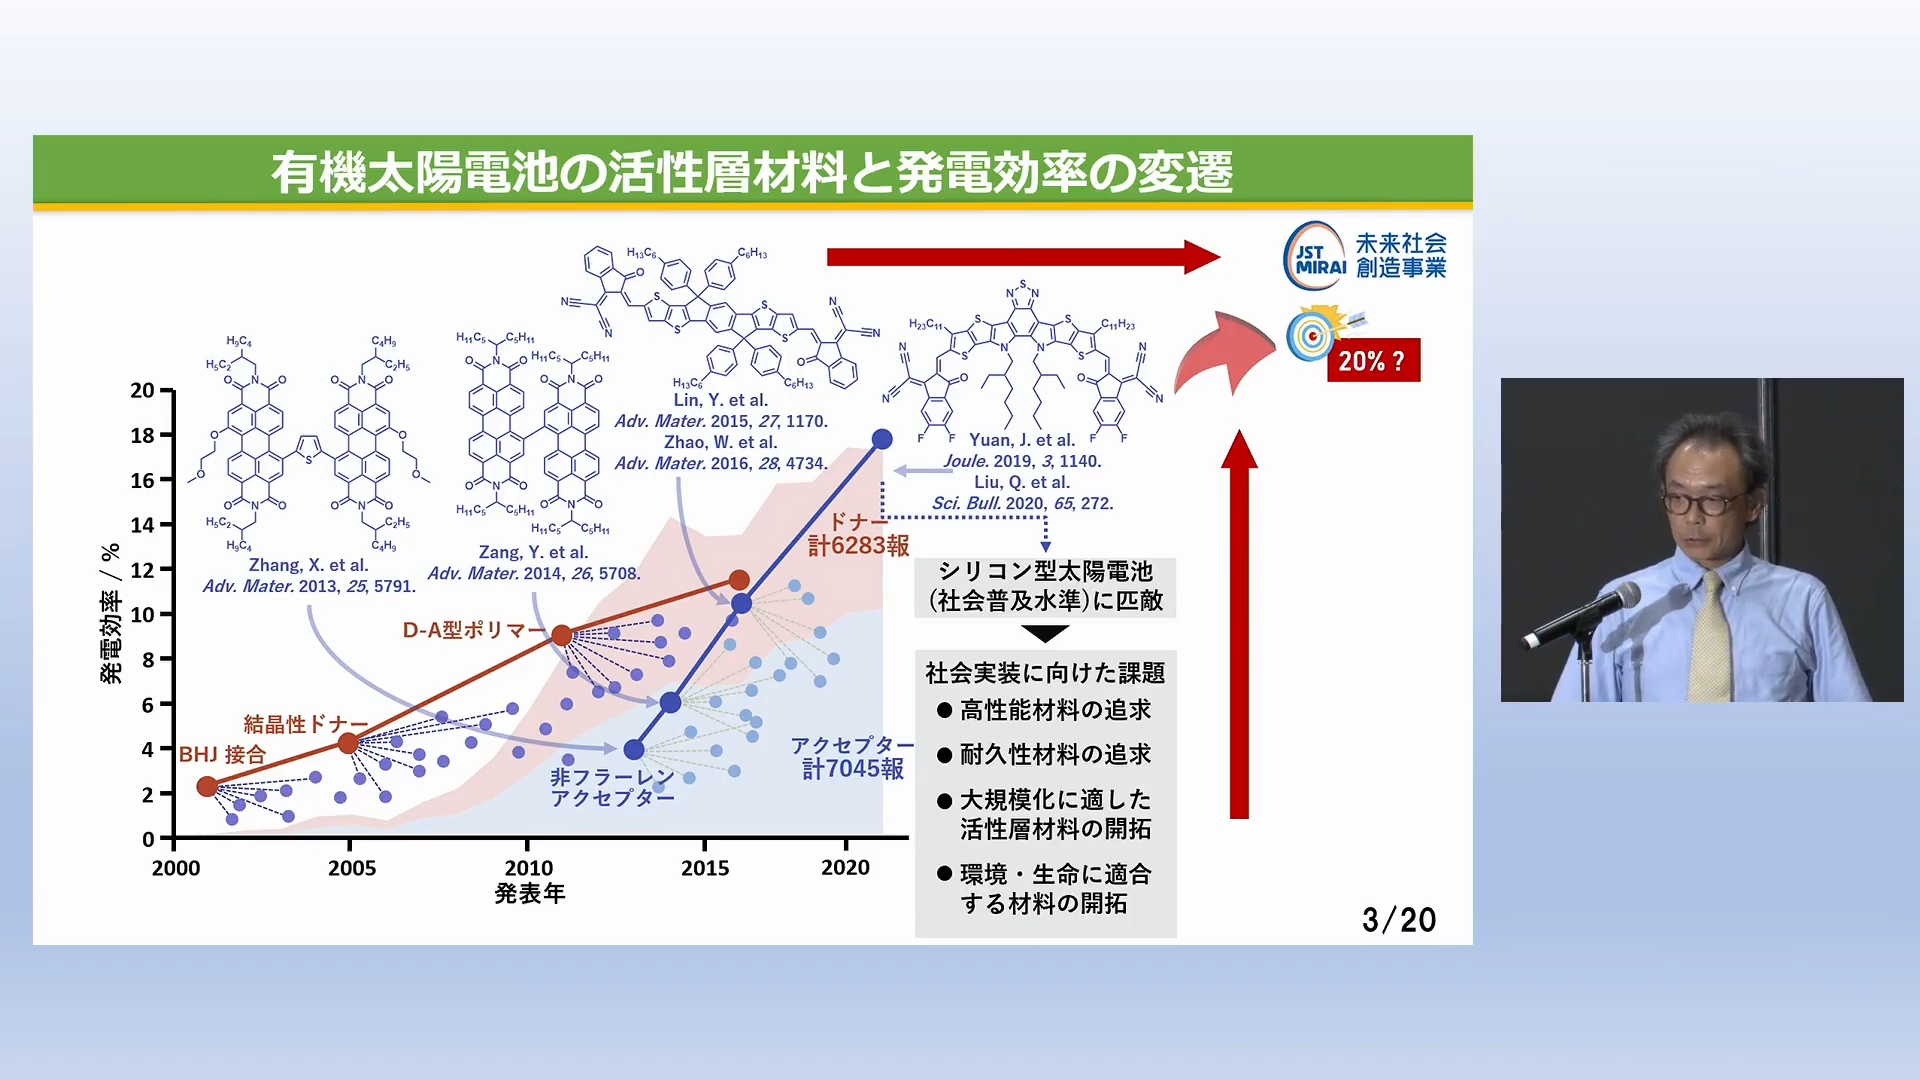 有機太陽電池の活性層材料と発電効率の変遷
JST
MIRAI
未来社会
創造事業
20% ?
Lin, Y. et al.
Adv. Mater. 2015, 27, 1170.
Zhao, W. et al.
Adv. Mater. 2016, 28, 4734.
Yuan, J. et al.
Joule. 2019, 3, 1140.
Liu, Q. et al.
Sci. Bull. 2020, 65, 272.
Zang, Y. et al.
Adv. Mater. 2014, 26, 5708.
Zhang, X. et al.
Adv. Mater. 2013, 25, 5791.
発電効率 / %
20
18
16
14
12
10
8
6
4
2
0
2000
2005
2010
2015
2020
発表年
BHJ 接合
結晶性ドナー
D-A型ポリマー
非フラーレン
アクセプター
ドナー
計6283報
アクセプター
計7045報
シリコン型太陽電池
(社会普及水準)に匹敵
社会実装に向けた課題
● 高性能材料の追求
● 耐久性材料の追求
● 大規模化に適した
活性層材料の開拓
● 環境・生命に適合
する材料の開拓
3/20